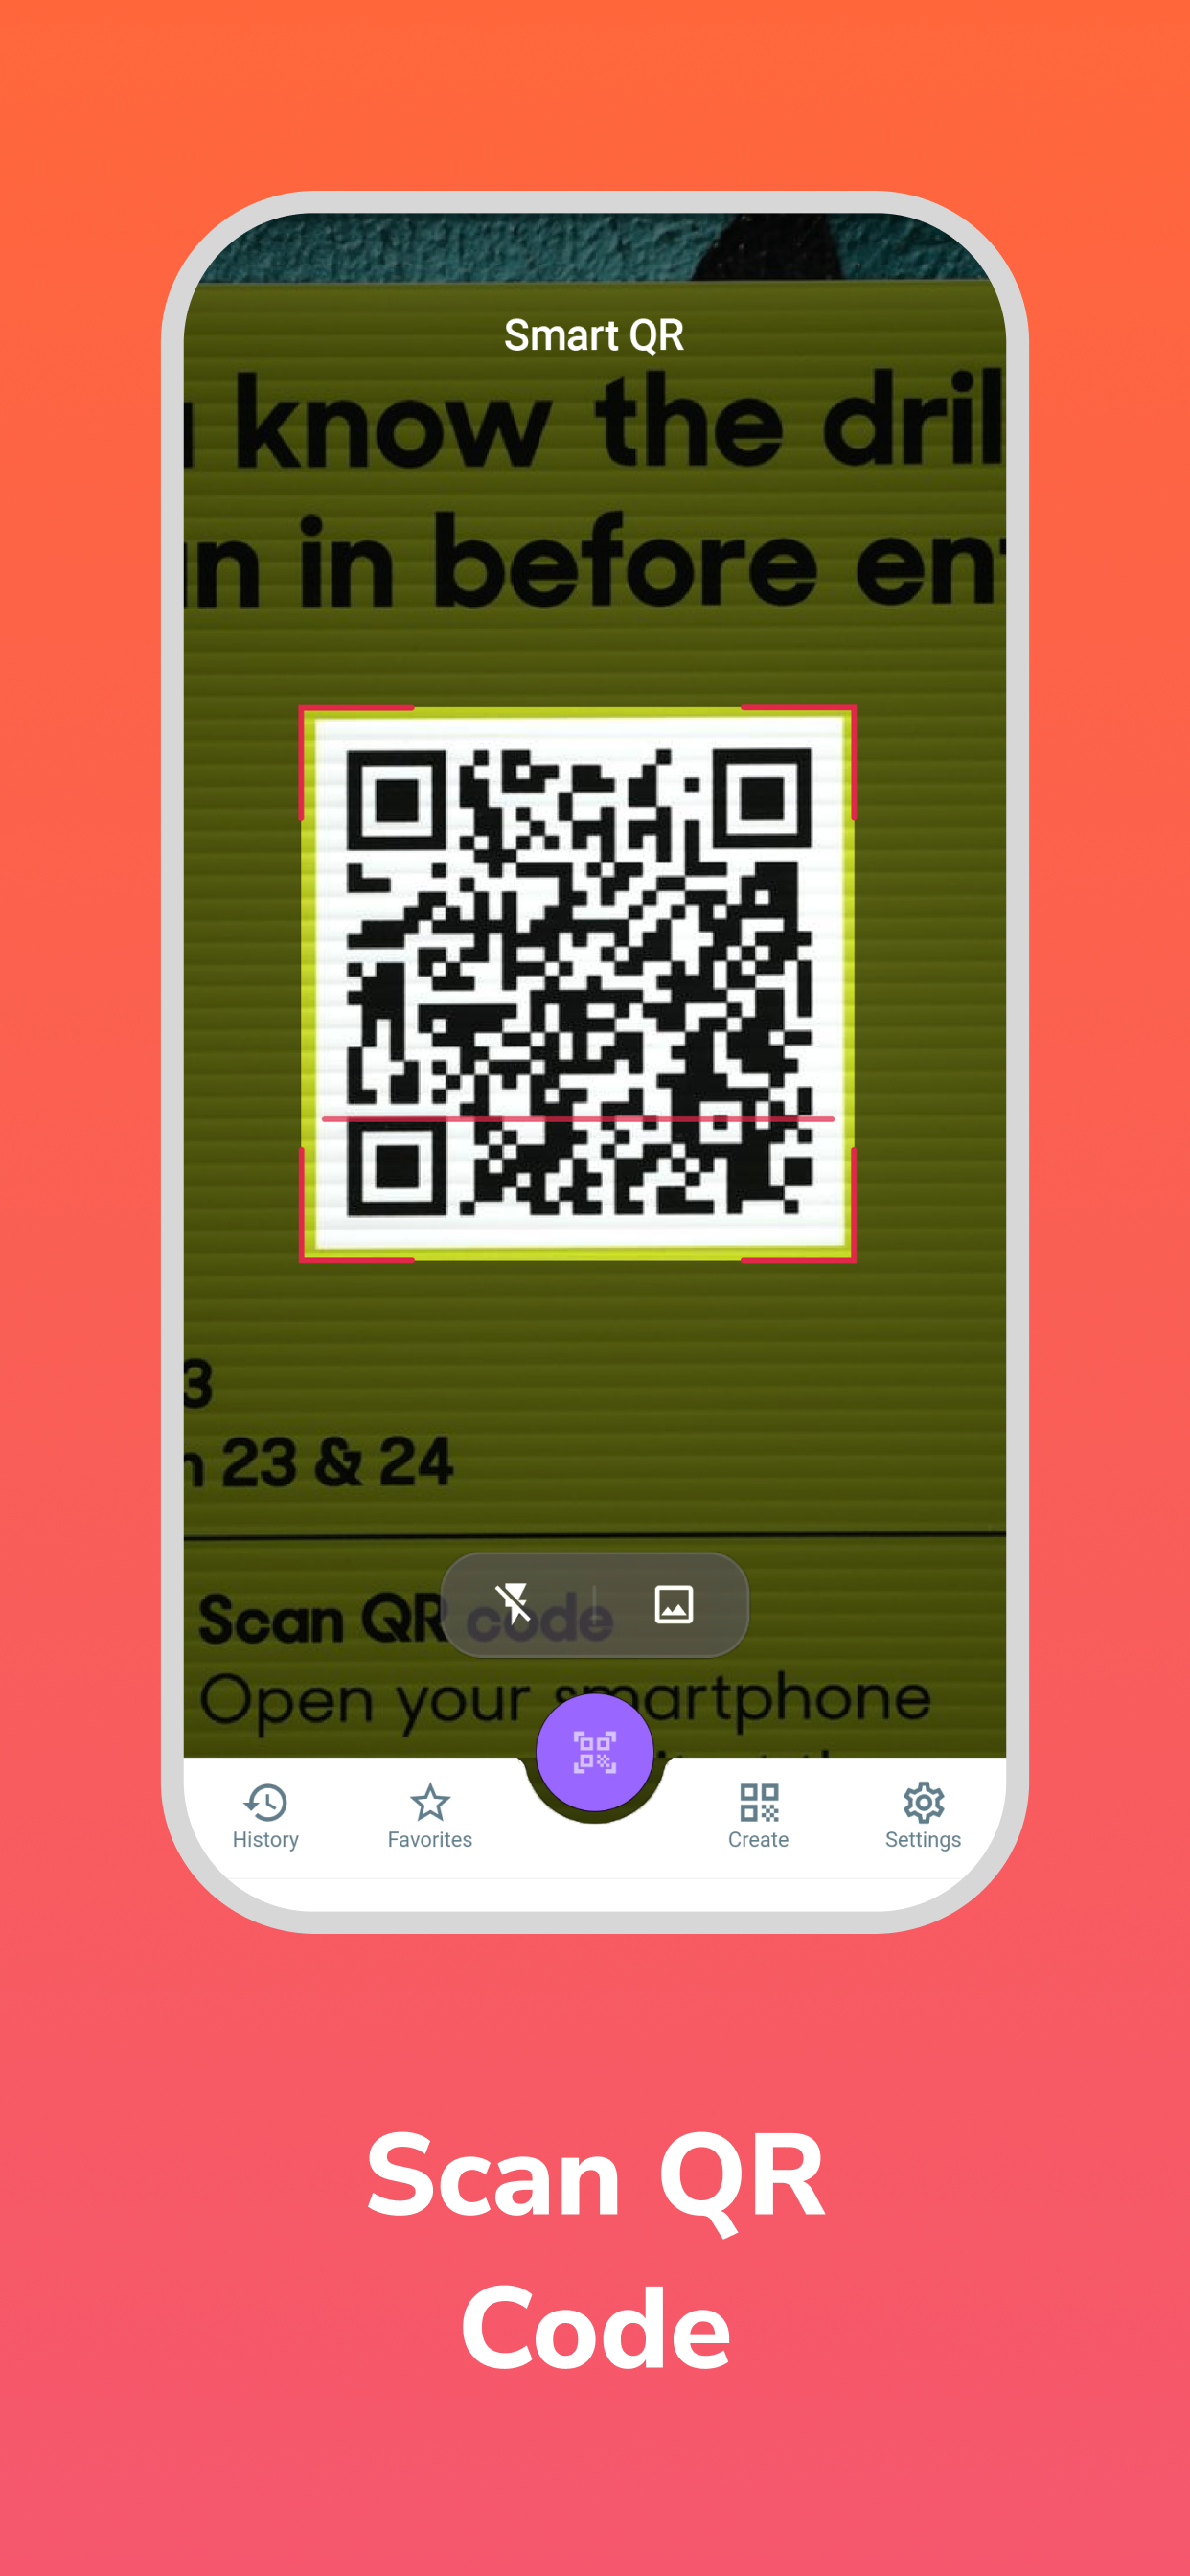 Smart QR
know the dril
in before ent
3
23 & 24
Scan QR code
Open your smartphone
History
Favorites
Create
Settings
Scan QR
Code